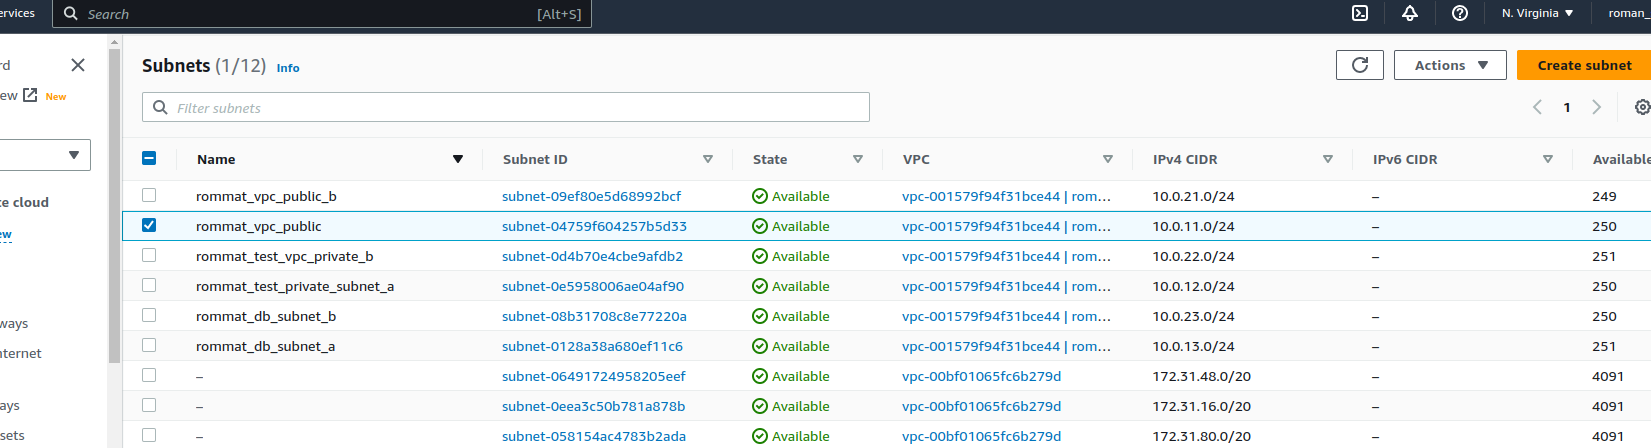 ervices Search [Alt+S] N. Virginia roman_
rd
ew New
te cloud
ew
ways
nternet
ays
sets
Subnets (1/12) Info Actions Create subnet
Filter subnets 1
Name Subnet ID State VPC IPv4 CIDR IPv6 CIDR Available
rommat_vpc_public_b subnet-09ef80e5d68992bcf Available vpc-001579f94f31bce44 | rom... 10.0.21.0/24 – 249
rommat_vpc_public subnet-04759f604257b5d33 Available vpc-001579f94f31bce44 | rom... 10.0.11.0/24 – 250
rommat_test_vpc_private_b subnet-0d4b70e4cbe9afdb2 Available vpc-001579f94f31bce44 | rom... 10.0.22.0/24 – 251
rommat_test_private_subnet_a subnet-0e5958006ae04af90 Available vpc-001579f94f31bce44 | rom... 10.0.12.0/24 – 250
rommat_db_subnet_b subnet-08b31708c8e77220a Available vpc-001579f94f31bce44 | rom... 10.0.23.0/24 – 250
rommat_db_subnet_a subnet-0128a38a680ef11c6 Available vpc-001579f94f31bce44 | rom... 10.0.13.0/24 – 251
– subnet-06491724958205eef Available vpc-00bf01065fc6b279d 172.31.48.0/20 – 4091
– subnet-0eea3c50b781a878b Available vpc-00bf01065fc6b279d 172.31.16.0/20 – 4091
– subnet-058154ac4783b2ada Available vpc-00bf01065fc6b279d 172.31.80.0/20 – 4091